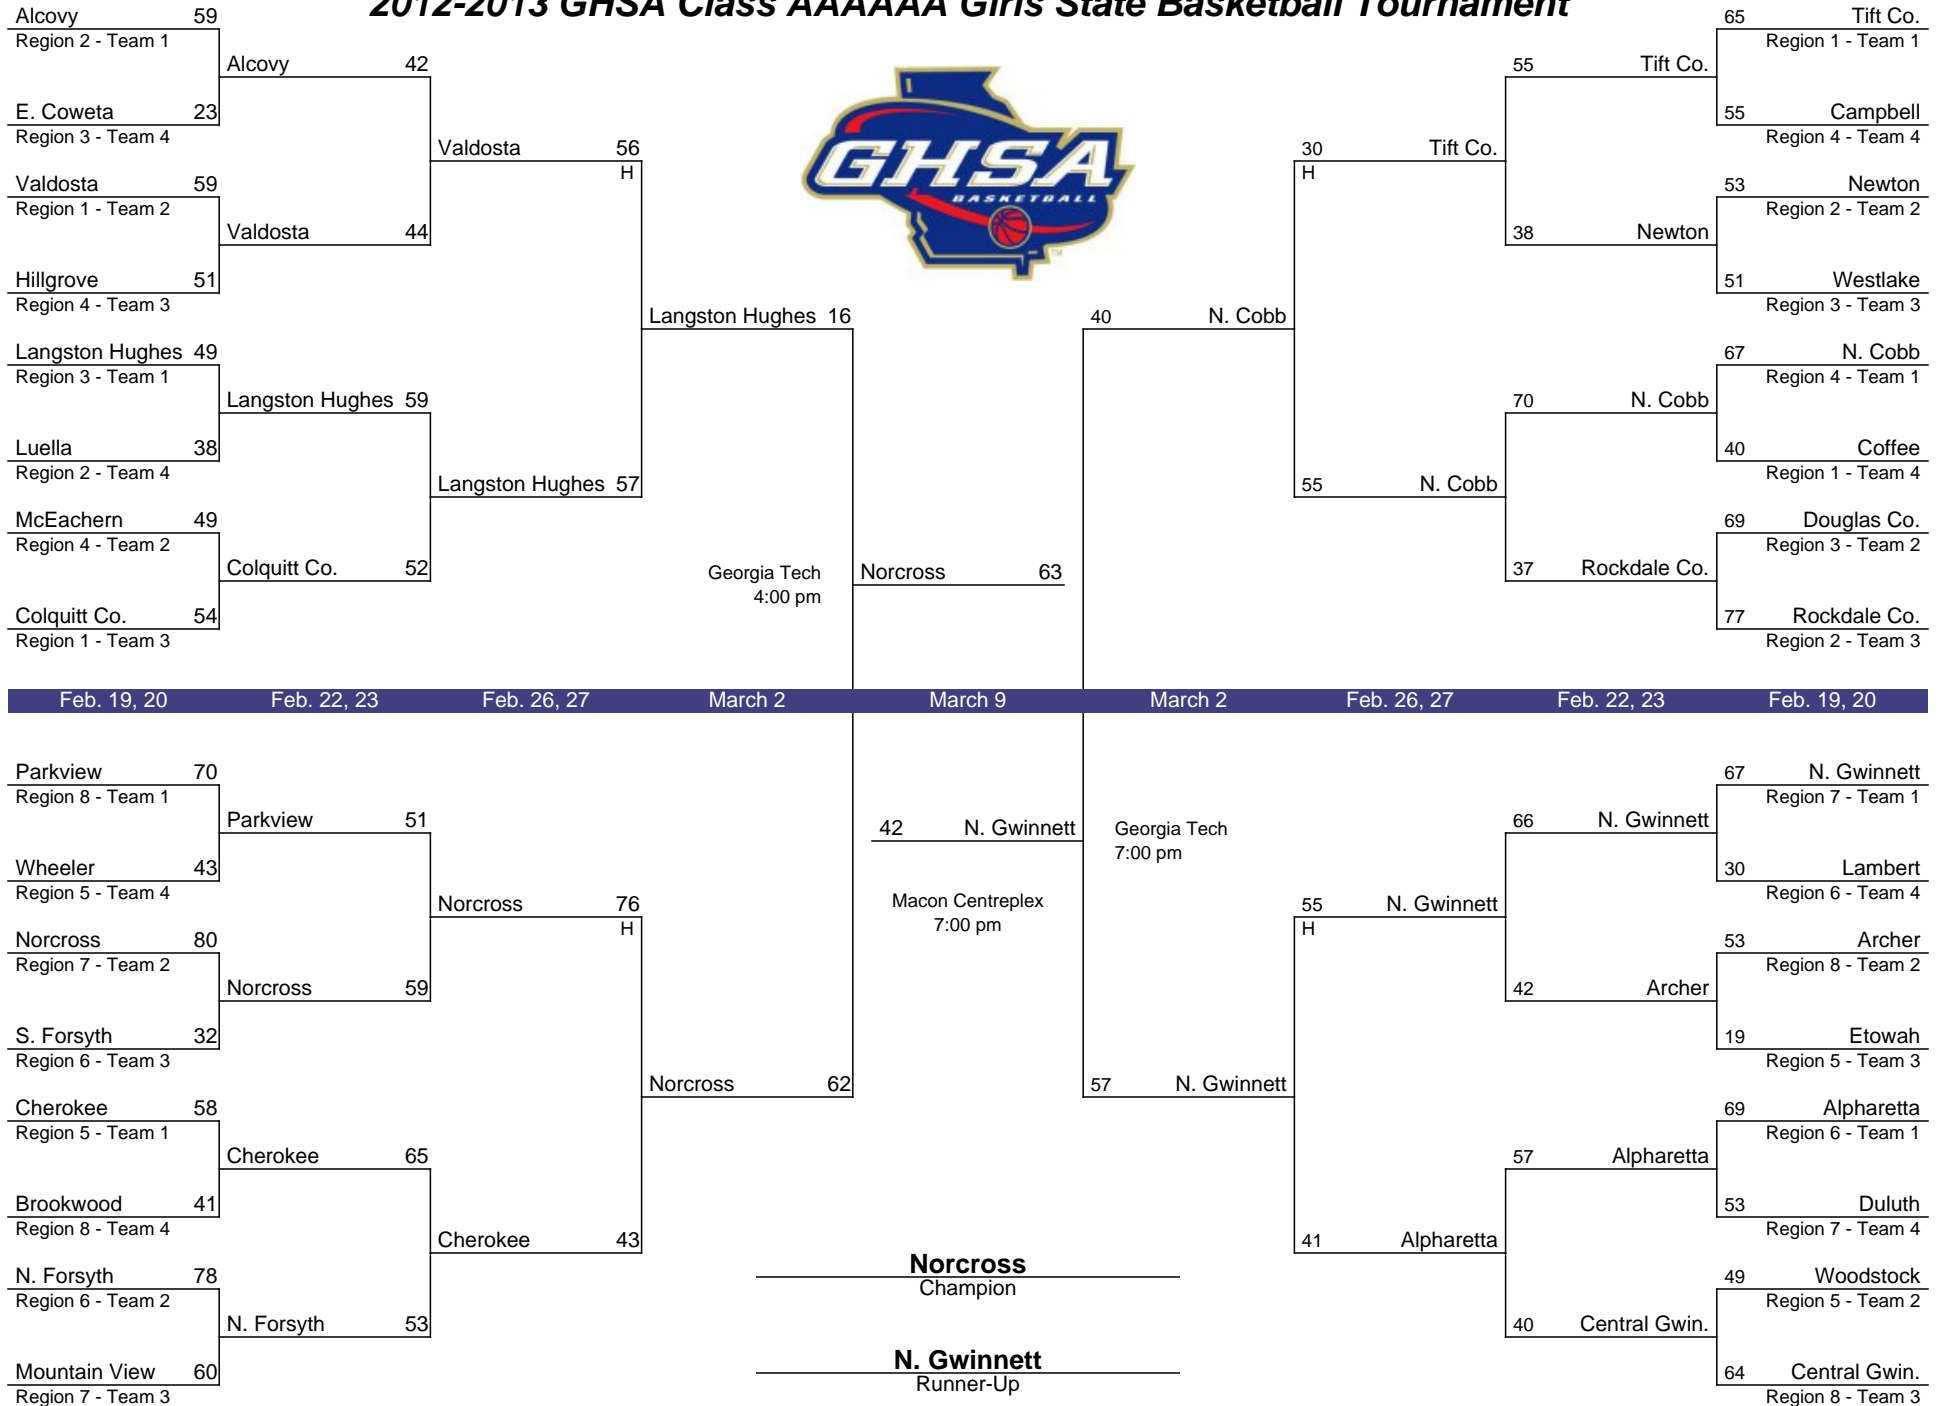 2012-2013 GHSA Class AAAAAA Girls State Basketball Tournament
Alcovy 59
Region 2 - Team 1
E. Coweta 23
Region 3 - Team 4
Valdosta 59
Region 1 - Team 2
Hillgrove 51
Region 4 - Team 3
Langston Hughes 49
Region 3 - Team 1
Luella 38
Region 2 - Team 4
McEachern 49
Region 4 - Team 2
Colquitt Co. 54
Region 1 - Team 3
Alcovy 42
Valdosta 44
Langston Hughes 59
Colquitt Co. 52
Valdosta 56
H
Langston Hughes 57
Langston Hughes 16
Georgia Tech
4:00 pm
Norcross 63
GHSA
BASKETBALL
TM
40 N. Cobb
30 Tift Co.
H
55 N. Cobb
55 Tift Co.
38 Newton
70 N. Cobb
37 Rockdale Co.
65 Tift Co.
Region 1 - Team 1
55 Campbell
Region 4 - Team 4
53 Newton
Region 2 - Team 2
51 Westlake
Region 3 - Team 3
67 N. Cobb
Region 4 - Team 1
40 Coffee
Region 1 - Team 4
69 Douglas Co.
Region 3 - Team 2
77 Rockdale Co.
Region 2 - Team 3
Feb. 19, 20 Feb. 22, 23 Feb. 26, 27 March 2 March 9 March 2 Feb. 26, 27 Feb. 22, 23 Feb. 19, 20
Parkview 70
Region 8 - Team 1
Wheeler 43
Region 5 - Team 4
Norcross 80
Region 7 - Team 2
S. Forsyth 32
Region 6 - Team 3
Cherokee 58
Region 5 - Team 1
Brookwood 41
Region 8 - Team 4
N. Forsyth 78
Region 6 - Team 2
Mountain View 60
Region 7 - Team 3
Parkview 51
Norcross 59
Cherokee 65
N. Forsyth 53
Norcross 76
H
Cherokee 43
Norcross 62
42 N. Gwinnett
Georgia Tech
7:00 pm
Macon Centreplex
7:00 pm
Norcross
Champion
N. Gwinnett
Runner-Up
57 N. Gwinnett
55 N. Gwinnett
H
41 Alpharetta
66 N. Gwinnett
42 Archer
57 Alpharetta
40 Central Gwin.
67 N. Gwinnett
Region 7 - Team 1
30 Lambert
Region 6 - Team 4
53 Archer
Region 8 - Team 2
19 Etowah
Region 5 - Team 3
69 Alpharetta
Region 6 - Team 1
53 Duluth
Region 7 - Team 4
49 Woodstock
Region 5 - Team 2
64 Central Gwin.
Region 8 - Team 3